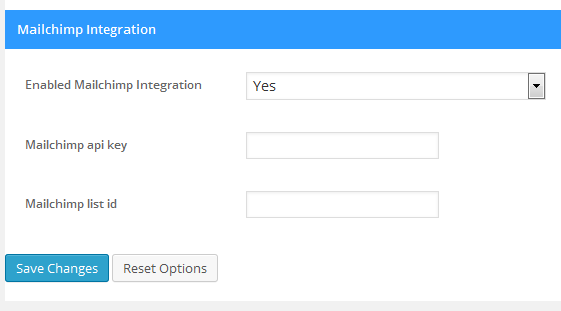 Mailchimp Integration
Enabled Mailchimp Integration Yes
Mailchimp api key
Mailchimp list id
Save Changes Reset Options